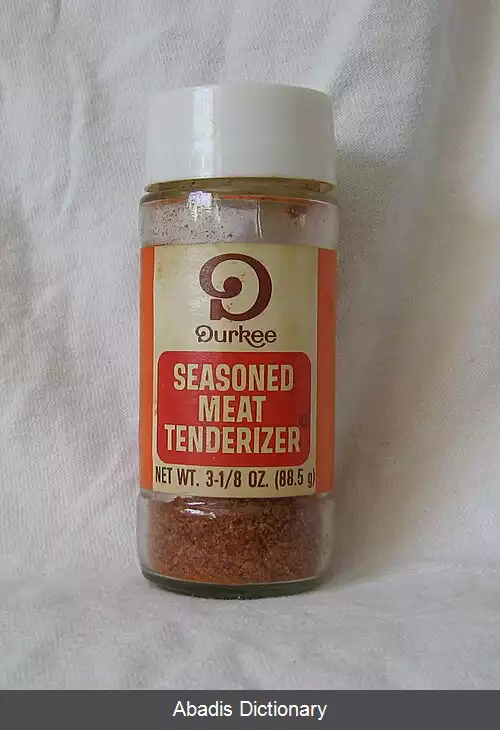 Durkee
SEASONED
MEAT
TENDERIZER
NET WT. 3-1/8 OZ. (88.5 g)
Abadis Dictionary